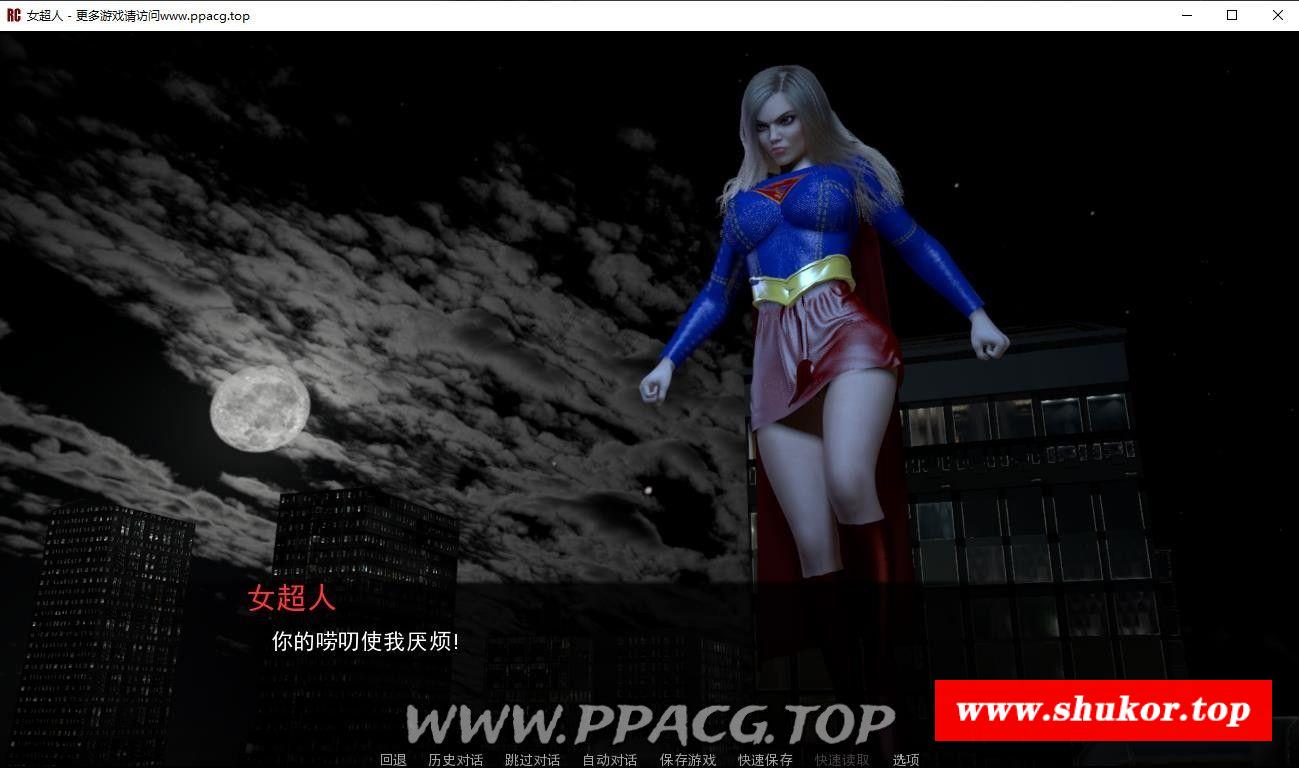 RC 女超人 - 更多游戏请访问www.ppacg.top
女超人
你的唠叨使我厌烦!
www.shukor.top
WWW.PPACG.TOP
回退 历史对话 跳过对话 自动对话 保存游戏 快速保存 快速读取 选项